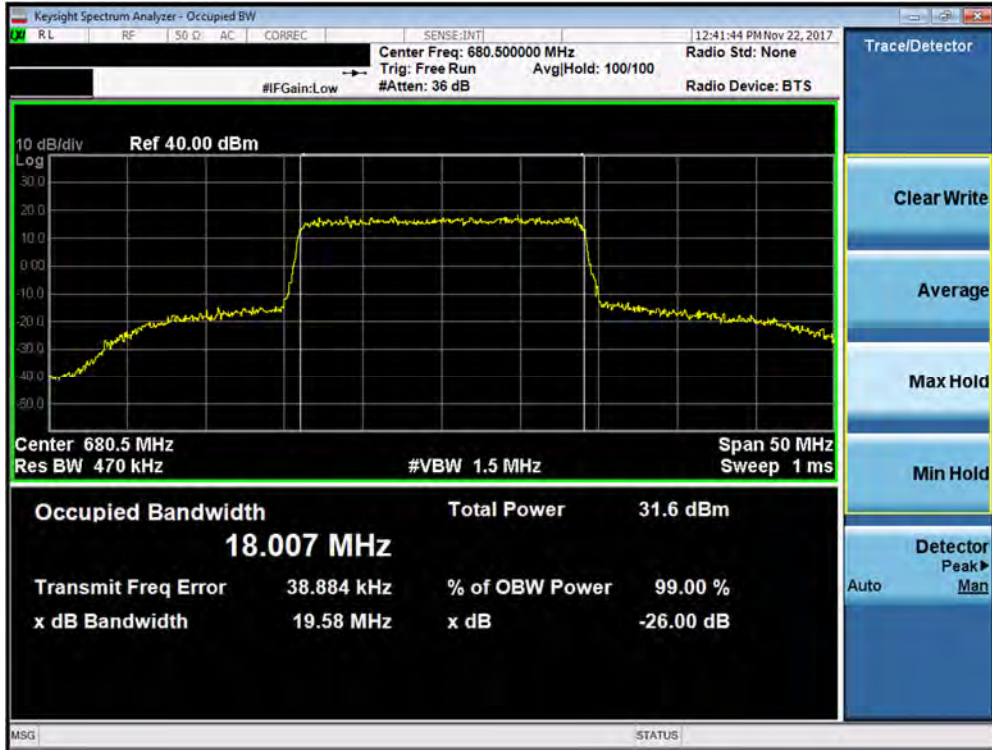 Keysight Spectrum Analyzer - Occupied BW
LXI RL RF 50 Ω AC CORREC SENSE:INT 12:41:44 PM Nov 22, 2017
Center Freq: 680.500000 MHz Radio Std: None
Trig: Free Run Avg|Hold: 100/100
#IFGain:Low #Atten: 36 dB Radio Device: BTS
Trace/Detector
10 dB/div Ref 40.00 dBm
Log
30.0
20.0
10.0
0.00
-10.0
-20.0
-30.0
-40.0
-50.0
Center 680.5 MHz Span 50 MHz
Res BW 470 kHz #VBW 1.5 MHz Sweep 1 ms
Clear Write
Average
Max Hold
Min Hold
Detector
Peak▶
Auto Man
Occupied Bandwidth Total Power 31.6 dBm
18.007 MHz
Transmit Freq Error 38.884 kHz % of OBW Power 99.00 %
x dB Bandwidth 19.58 MHz x dB -26.00 dB
MSG STATUS